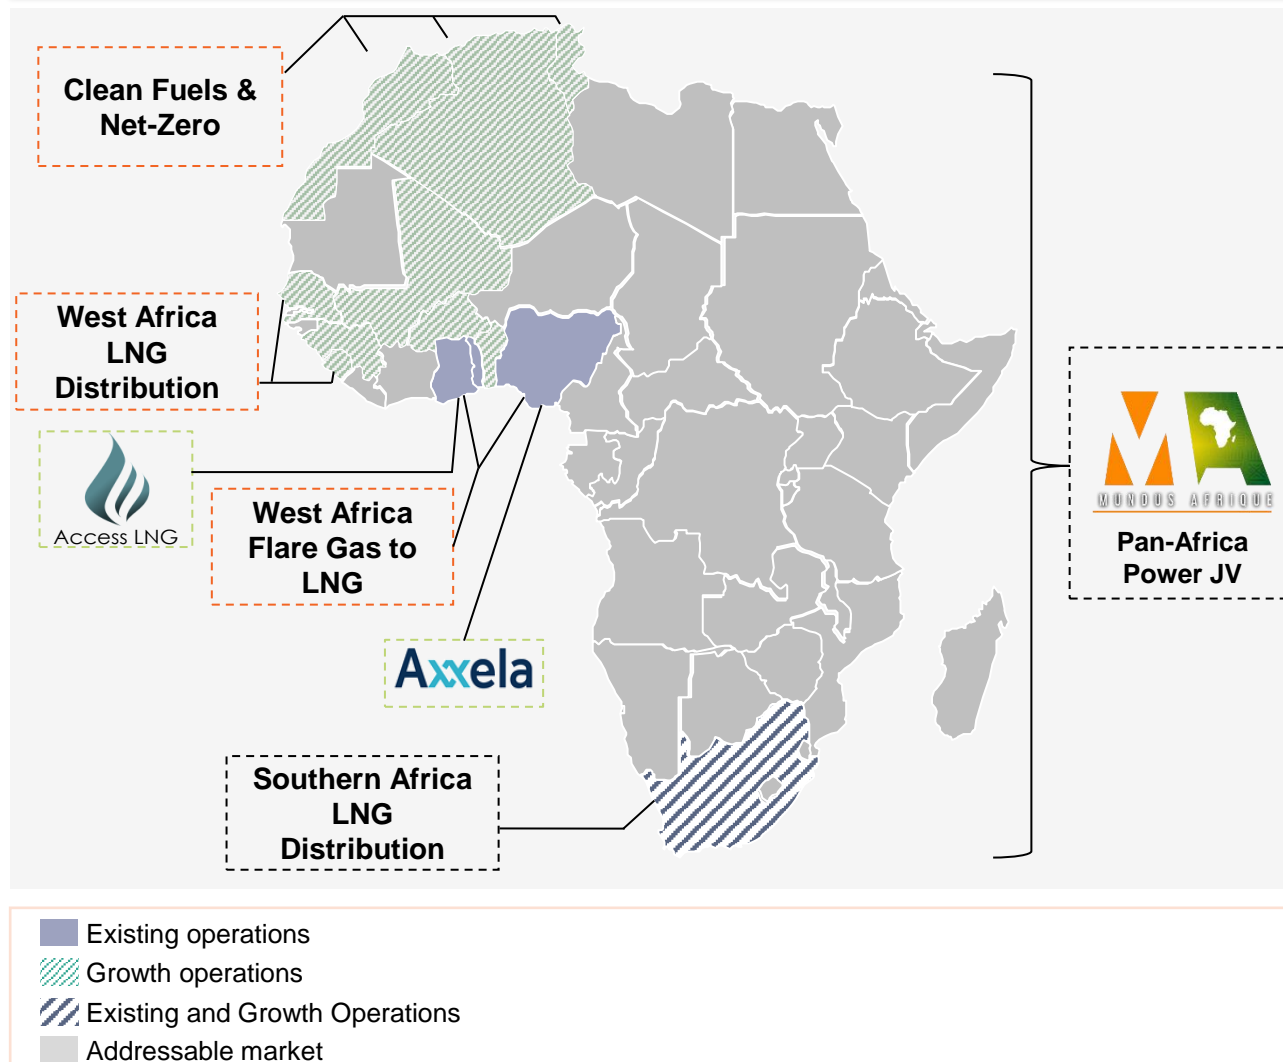 Clean Fuels &
Net-Zero
West Africa
LNG
Distribution
Access LNG
West Africa
Flare Gas to
LNG
Axxela
Southern Africa
LNG
Distribution
MA
MUNDUS AFRIQUE
Pan-Africa
Power JV
Existing operations
Growth operations
Existing and Growth Operations
Addressable market